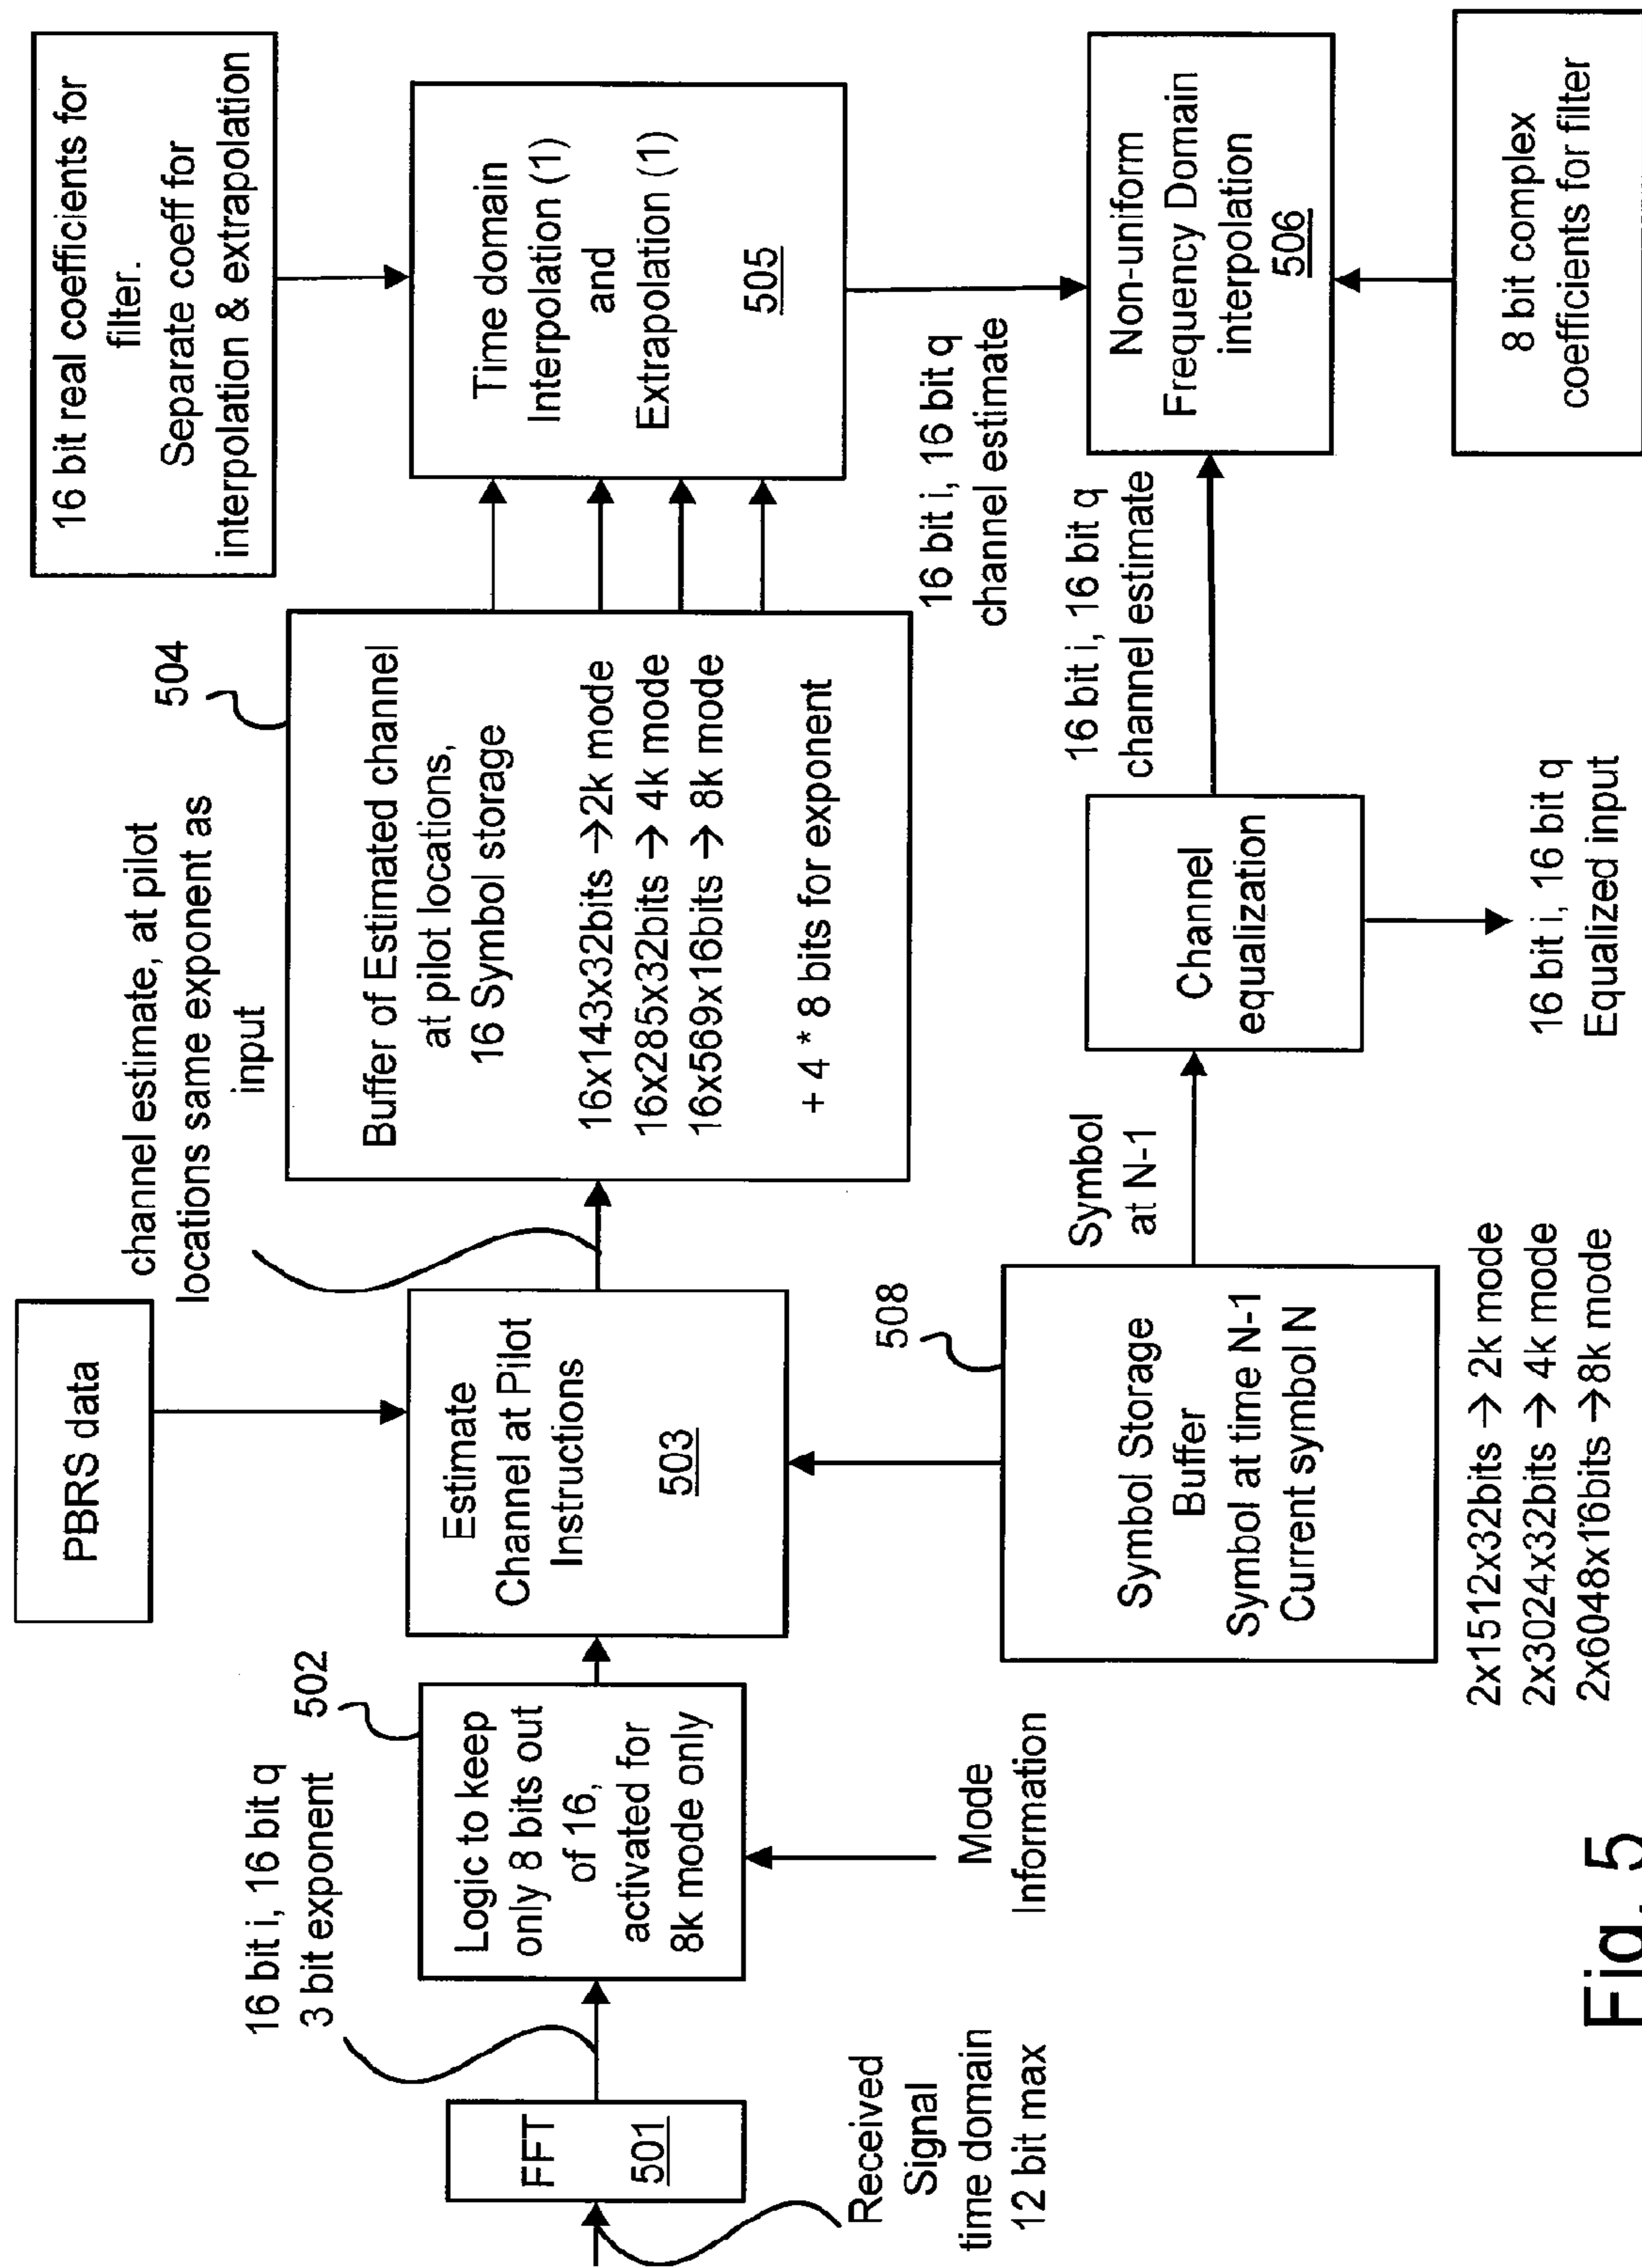 PBRS data
channel estimate, at pilot
locations same exponent as
input
16 bit real coefficients for
filter.
Separate coeff for
interpolation & extrapolation
16 bit i, 16 bit q
3 bit exponent
502
504
FFT
501
Logic to keep
only 8 bits out
of 16,
activated for
8k mode only
Estimate
Channel at Pilot
Instructions
503
Buffer of Estimated channel
at pilot locations,
16 Symbol storage
16x143x32bits →2k mode
16x285x32bits → 4k mode
16x569x16bits → 8k mode
+ 4 * 8 bits for exponent
Time domain
Interpolation (1)
and
Extrapolation (1)
505
Received
Signal
time domain
12 bit max
Mode
Information
508
Symbol Storage
Buffer
Symbol at time N-1
Current symbol N
2x1512x32bits → 2k mode
2x3024x32bits → 4k mode
2x6048x16bits →8k mode
Symbol
at N-1
Channel
equalization
16 bit i, 16 bit q
Equalized input
16 bit i, 16 bit q
channel estimate
16 bit i, 16 bit q
channel estimate
Non-uniform
Frequency Domain
interpolation
506
8 bit complex
coefficients for filter
Fig. 5